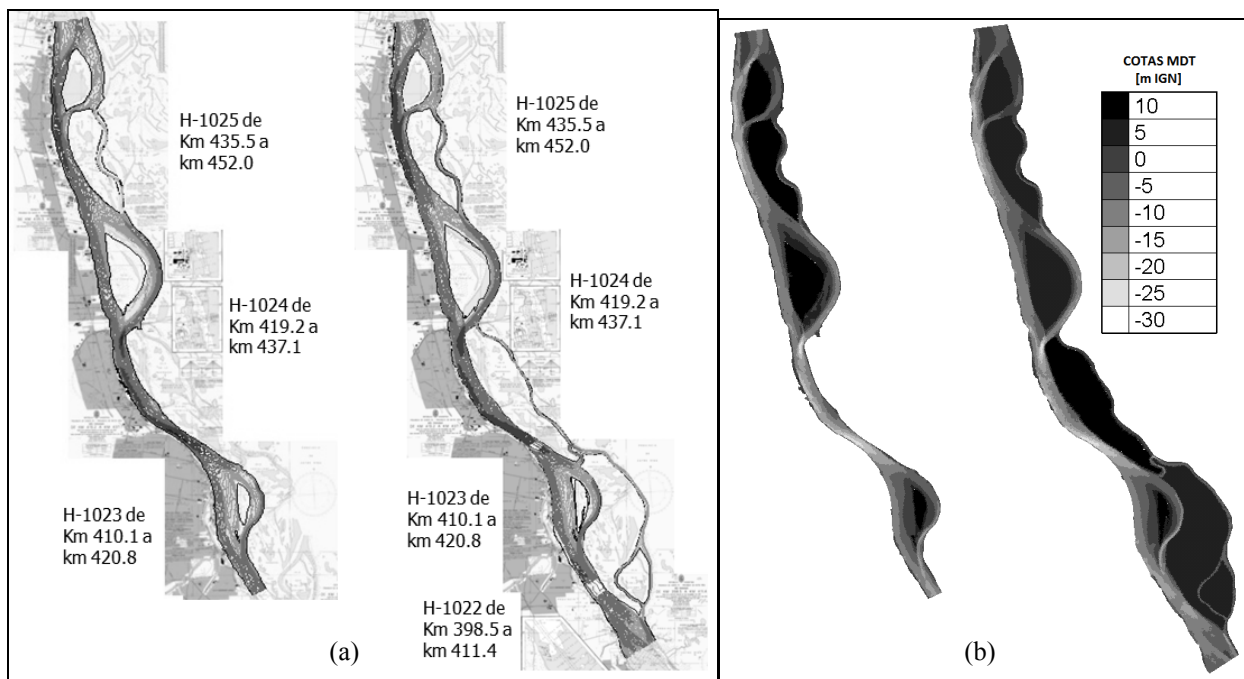 H-1025 de
Km 435.5 a
km 452.0
H-1024 de
Km 419.2 a
km 437.1
H-1023 de
Km 410.1 a
km 420.8
H-1025 de
Km 435.5 a
km 452.0
H-1024 de
Km 419.2 a
km 437.1
H-1023 de
Km 410.1 a
km 420.8
H-1022 de
Km 398.5 a
km 411.4
(a)
COTAS MDT
[m IGN]
10
5
0
-5
-10
-15
-20
-25
-30
(b)